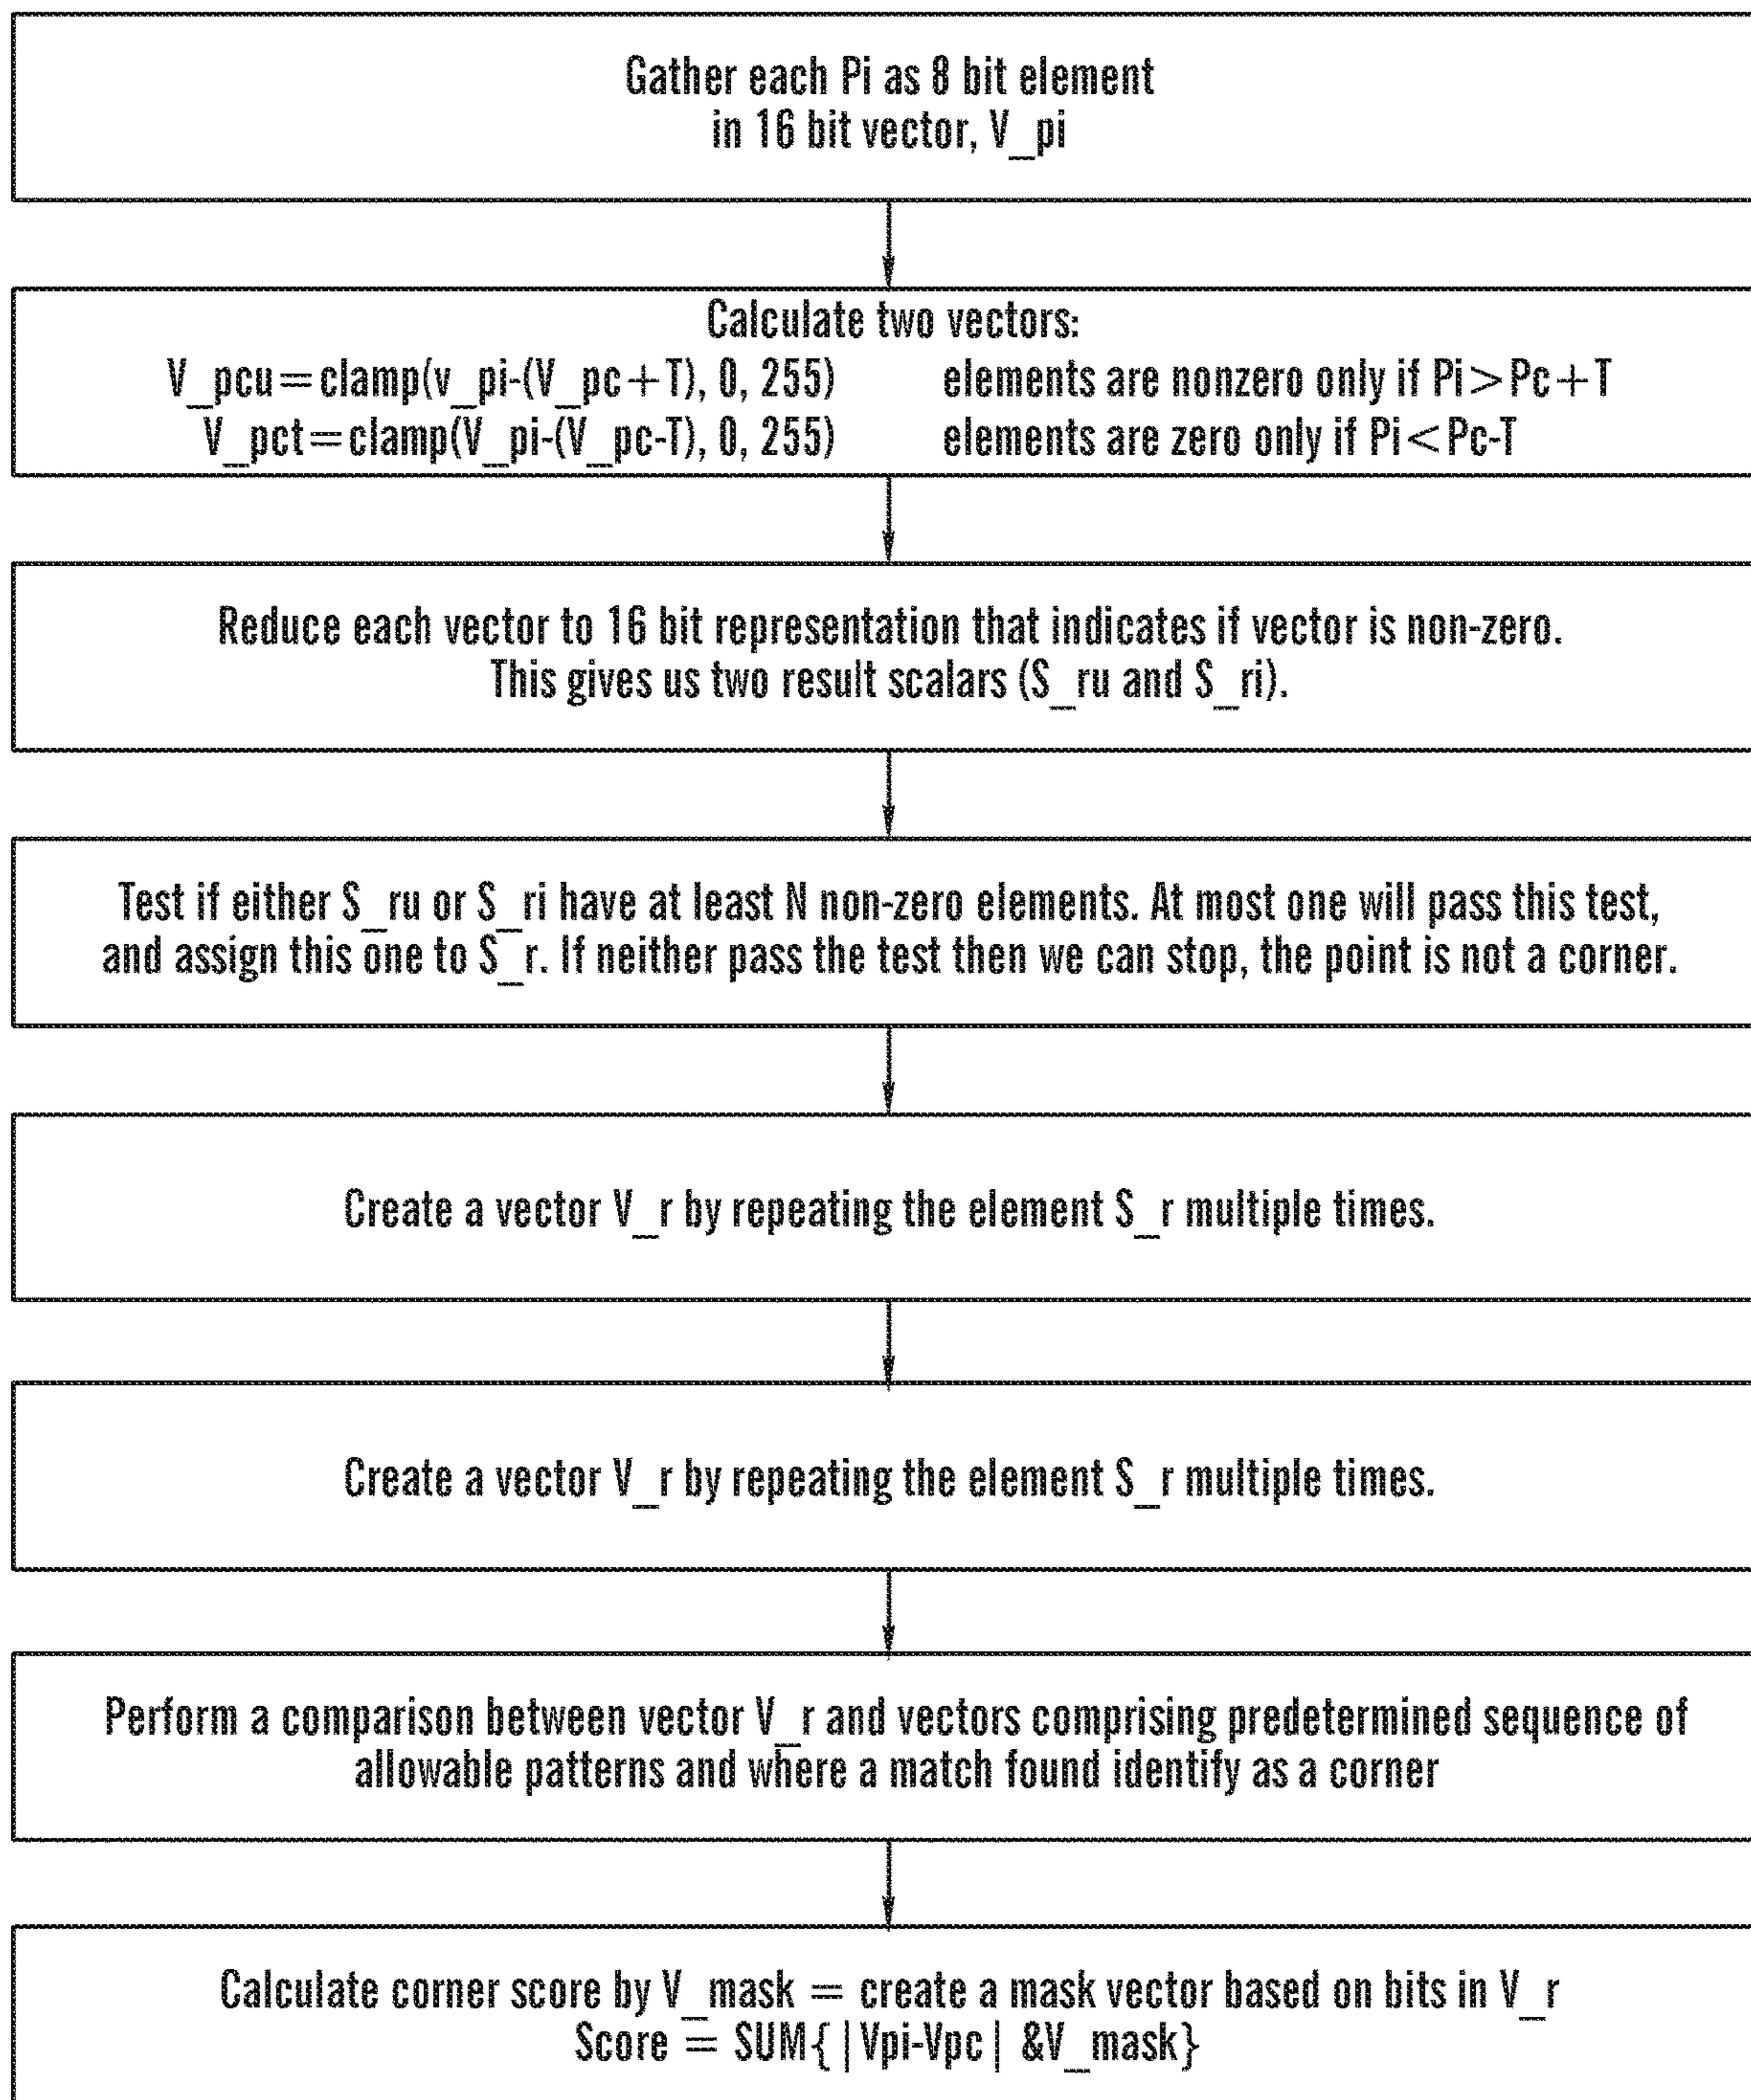 Gather each Pi as 8 bit element
in 16 bit vector, V_pi
Calculate two vectors:
V_pcu=clamp(v_pi-(V_pc+T), 0, 255) elements are nonzero only if Pi>Pc+T
V_pct=clamp(V_pi-(V_pc-T), 0, 255) elements are zero only if Pi<Pc-T
Reduce each vector to 16 bit representation that indicates if vector is non-zero.
This gives us two result scalars (S_ru and S_ri).
Test if either S_ru or S_ri have at least N non-zero elements. At most one will pass this test,
and assign this one to S_r. If neither pass the test then we can stop, the point is not a corner.
Create a vector V_r by repeating the element S_r multiple times.
Create a vector V_r by repeating the element S_r multiple times.
Perform a comparison between vector V_r and vectors comprising predetermined sequence of
allowable patterns and where a match found identify as a corner
Calculate corner score by V_mask = create a mask vector based on bits in V_r
Score = SUM{|Vpi-Vpc| &V_mask}